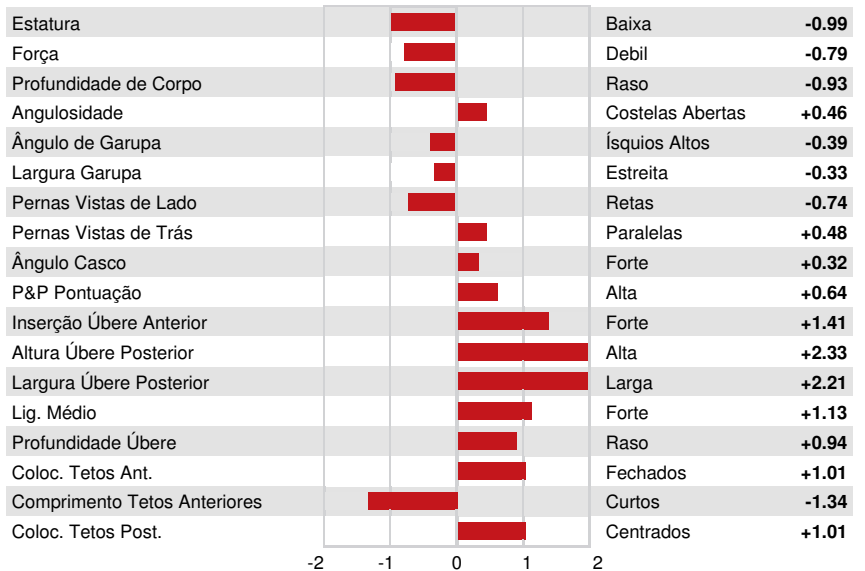 Estatura Baixa -0.99
Força Debil -0.79
Profundidade de Corpo Raso -0.93
Angulosidade Costelas Abertas +0.46
Ângulo de Garupa Ísquios Altos -0.39
Largura Garupa Estreita -0.33
Pernas Vistas de Lado Retas -0.74
Pernas Vistas de Trás Paralelas +0.48
Ângulo Casco Forte +0.32
P&P Pontuação Alta +0.64
Inserção Úbere Anterior Forte +1.41
Altura Úbere Posterior Alta +2.33
Largura Úbere Posterior Larga +2.21
Lig. Médio Forte +1.13
Profundidade Úbere Raso +0.94
Coloc. Tetos Ant. Fechados +1.01
Comprimento Tetos Anteriores Curtos -1.34
Coloc. Tetos Post. Centrados +1.01
-2 -1 0 1 2